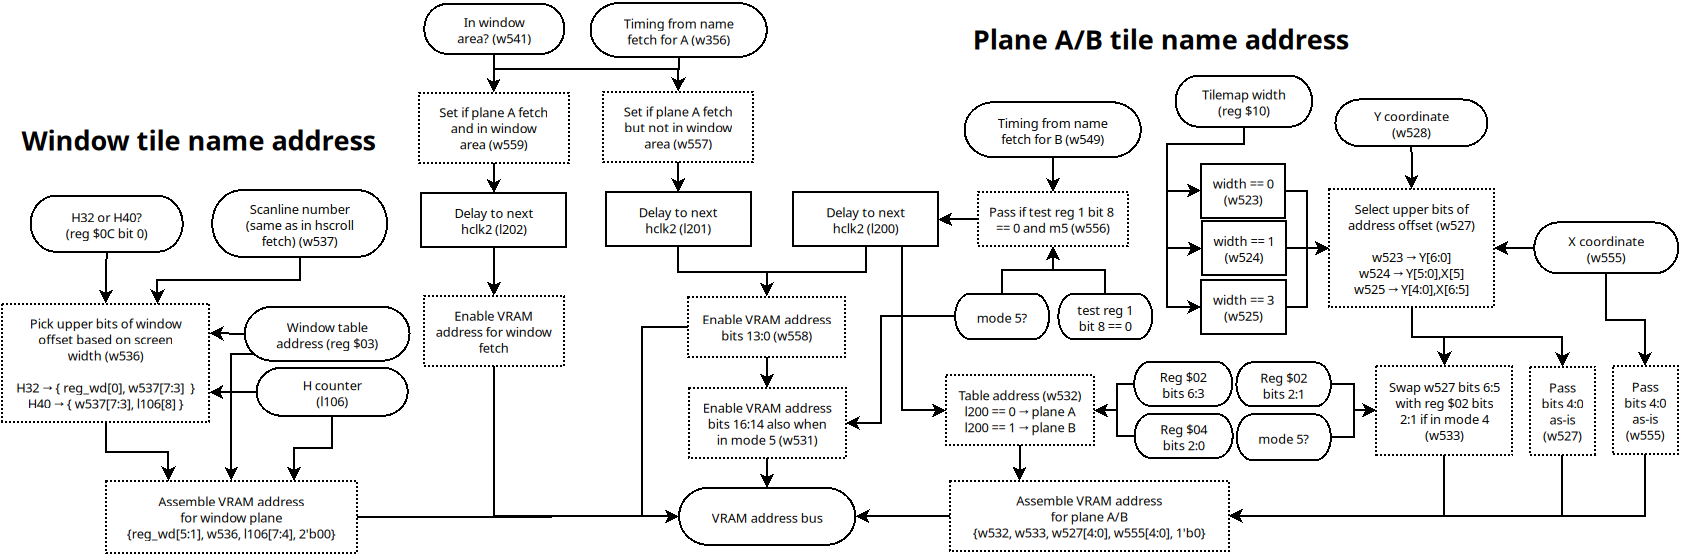 Window tile name address
In window
area? (w541)
Timing from name
fetch for A (w356)
Set if plane A fetch
and in window
area (w559)
Set if plane A fetch
but not in window
area (w557)
Delay to next
hclk2 (l202)
Delay to next
hclk2 (l201)
Delay to next
hclk2 (l200)
H32 or H40?
(reg $0C bit 0)
Scanline number
(same as in hscroll
fetch) (w537)
Pick upper bits of window
offset based on screen
width (w536)
H32 → { reg_wd[0], w537[7:3] }
H40 → { w537[7:3], l106[8] }
Window table
address (reg $03)
H counter
(l106)
Enable VRAM
address for window
fetch
Enable VRAM address
bits 13:0 (w558)
Enable VRAM address
bits 16:14 also when
in mode 5 (w531)
Assemble VRAM address
for window plane
{reg_wd[5:1], w536, l106[7:4], 2'b00}
VRAM address bus
Plane A/B tile name address
Timing from name
fetch for B (w549)
Pass if test reg 1 bit 8
== 0 and m5 (w556)
mode 5?
test reg 1
bit 8 == 0
Tilemap width
(reg $10)
width == 0
(w523)
width == 1
(w524)
width == 3
(w525)
Y coordinate
(w528)
Select upper bits of
address offset (w527)
w523 → Y[6:0]
w524 → Y[5:0],X[5]
w525 → Y[4:0],X[6:5]
X coordinate
(w555)
Table address (w532)
l200 == 0 → plane A
l200 == 1 → plane B
Reg $02
bits 6:3
Reg $04
bits 2:0
Reg $02
bits 2:1
mode 5?
Swap w527 bits 6:5
with reg $02 bits
2:1 if in mode 4
(w533)
Pass
bits 4:0
as-is
(w527)
Pass
bits 4:0
as-is
(w555)
Assemble VRAM address
for plane A/B
{w532, w533, w527[4:0], w555[4:0], 1'b0}